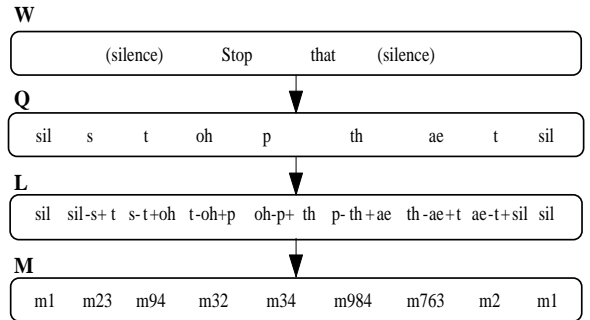 W
(silence) Stop that (silence)
Q
sil s t oh p th ae t sil
L
sil sil-s+t s-t+oh t-oh+p oh-p+ th p-th+ae th-ae+t ae-t+sil sil
M
m1 m23 m94 m32 m34 m984 m763 m2 m1